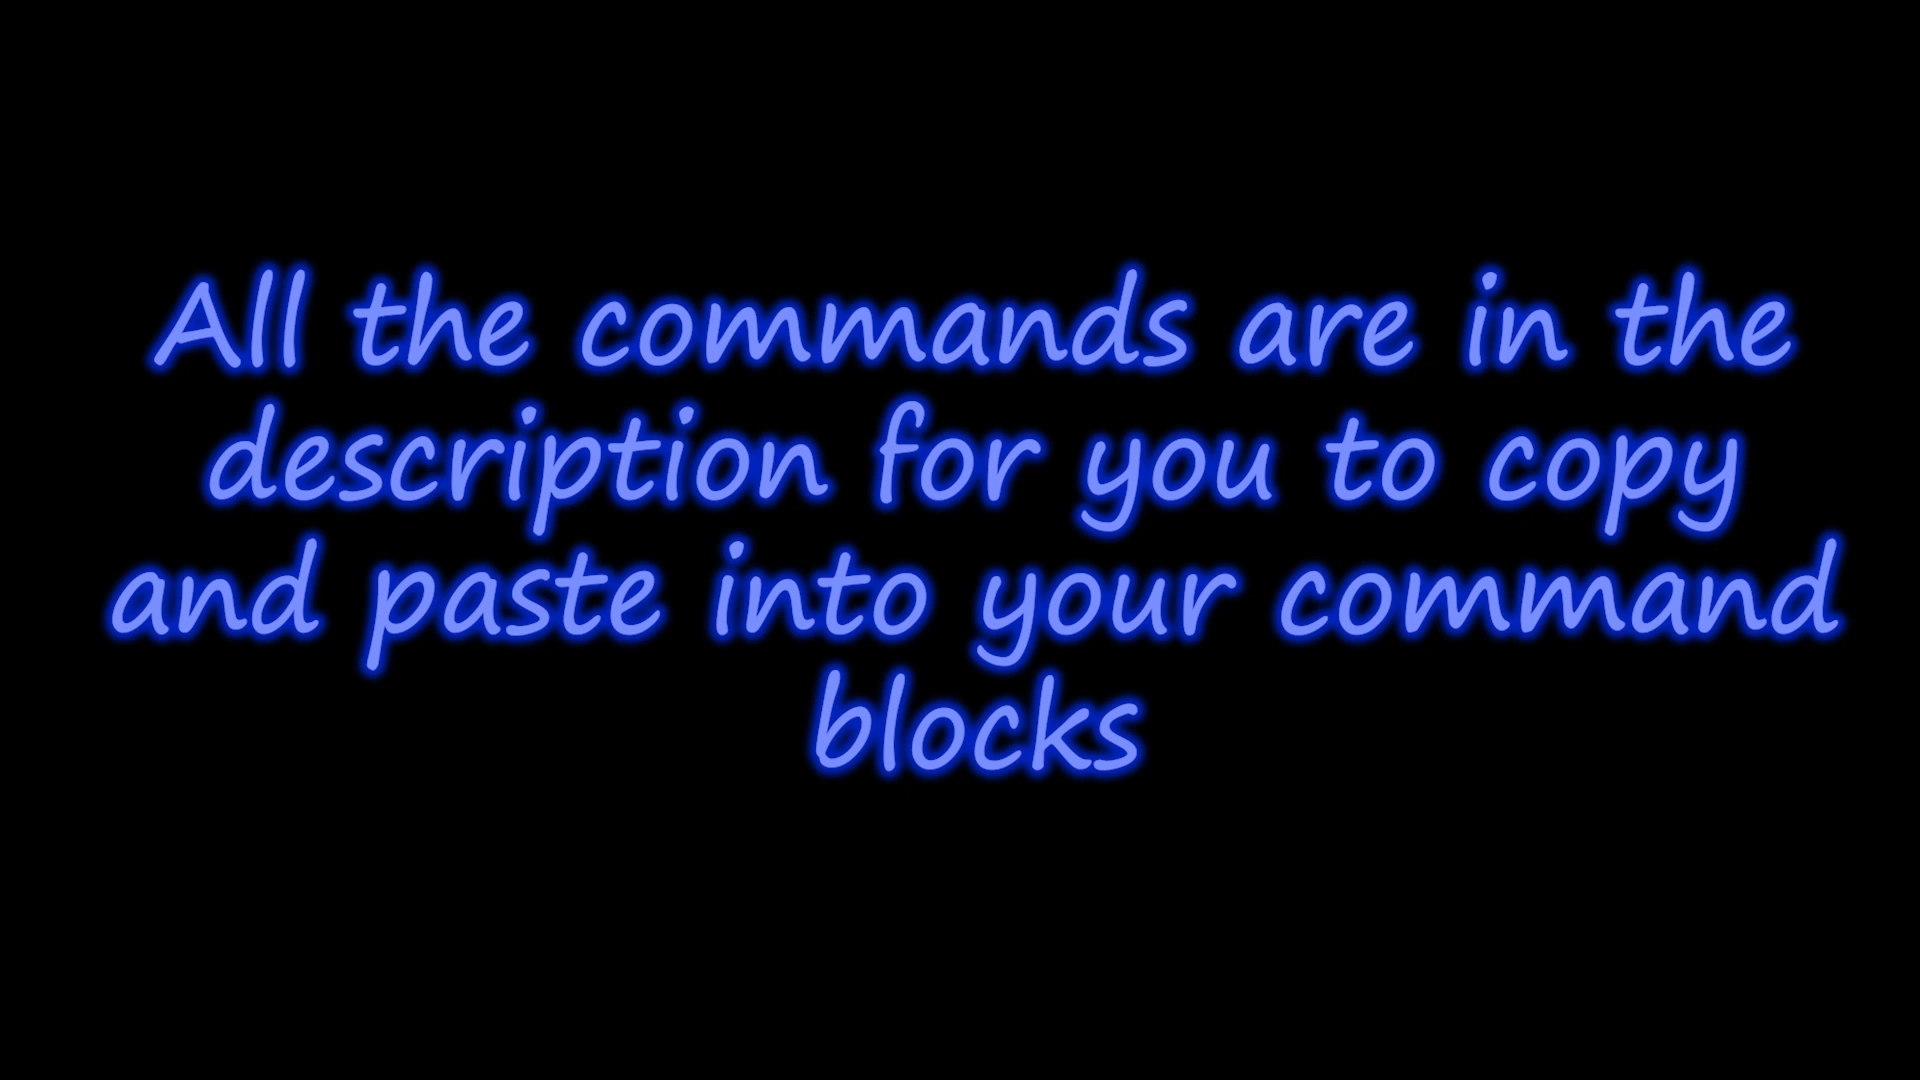 All the commands are in the
description for you to copy
and paste into your command
blocks